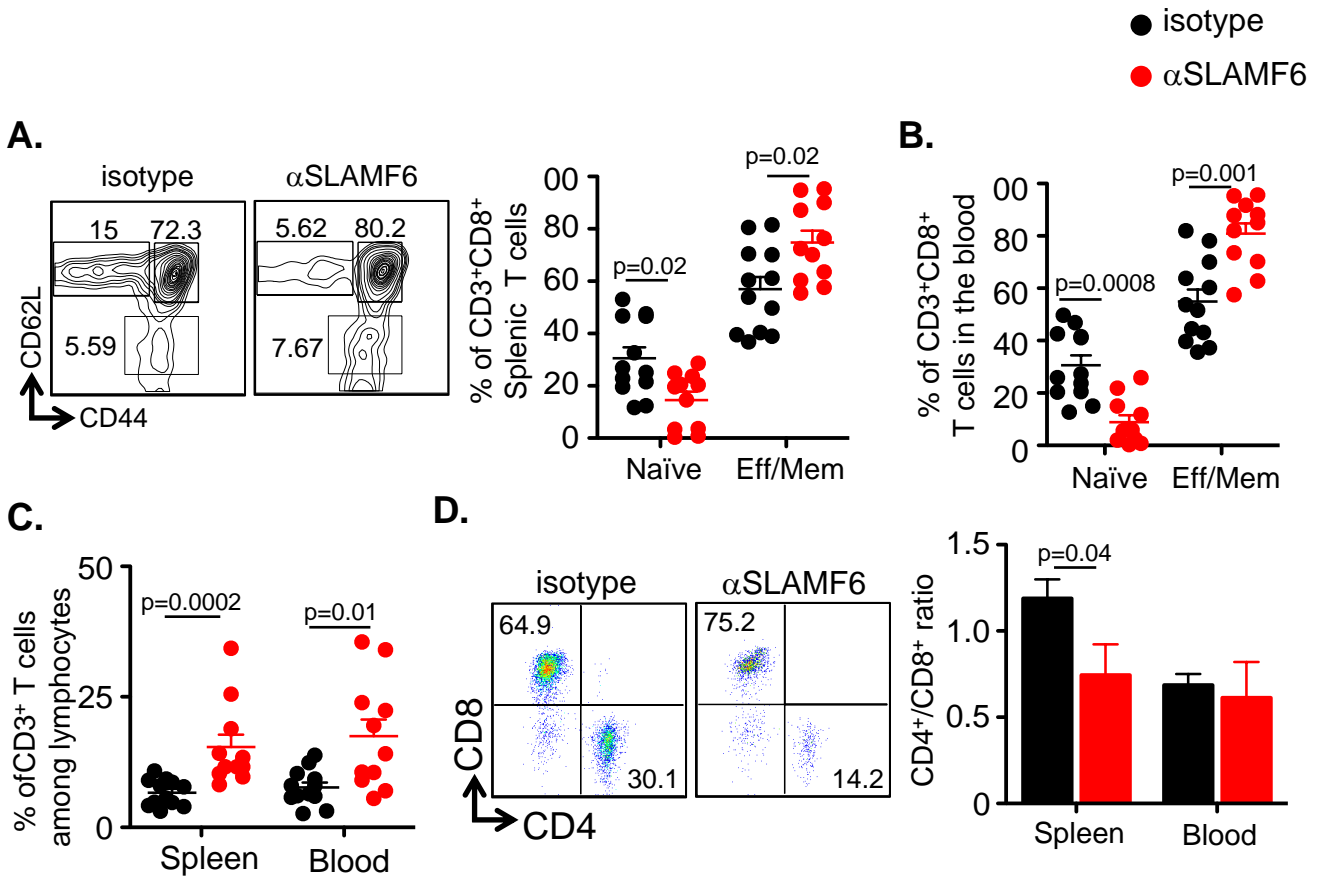 isotype
αSLAMF6
A.
isotype
αSLAMF6
15
72.3
5.59
5.62
80.2
7.67
CD62L
CD44
% of CD3+CD8+
Splenic T cells
00
80
60
40
20
0
p=0.02
p=0.02
Naïve
Eff/Mem
B.
% of CD3+CD8+
T cells in the blood
00
80
60
40
20
0
p=0.0008
p=0.001
Naïve
Eff/Mem
C.
% ofCD3+ T cells
among lymphocytes
50
25
0
p=0.0002
p=0.01
Spleen
Blood
D.
isotype
αSLAMF6
64.9
30.1
75.2
14.2
CD8
CD4
CD4+/CD8+ ratio
1.5
1.0
0.5
0
p=0.04
Spleen
Blood